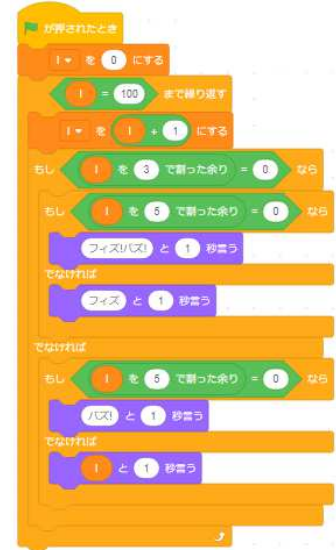 が押されたとき
I を 0 にする
I = 100 まで繰り返す
I を I + 1 にする
もし I を 3 で割った余り = 0 なら
もし I を 5 で割った余り = 0 なら
フィズ!バズ! と 1 秒言う
でなければ
フィズ と 1 秒言う
でなければ
もし I を 5 で割った余り = 0 なら
バズ! と 1 秒言う
でなければ
I と 1 秒言う